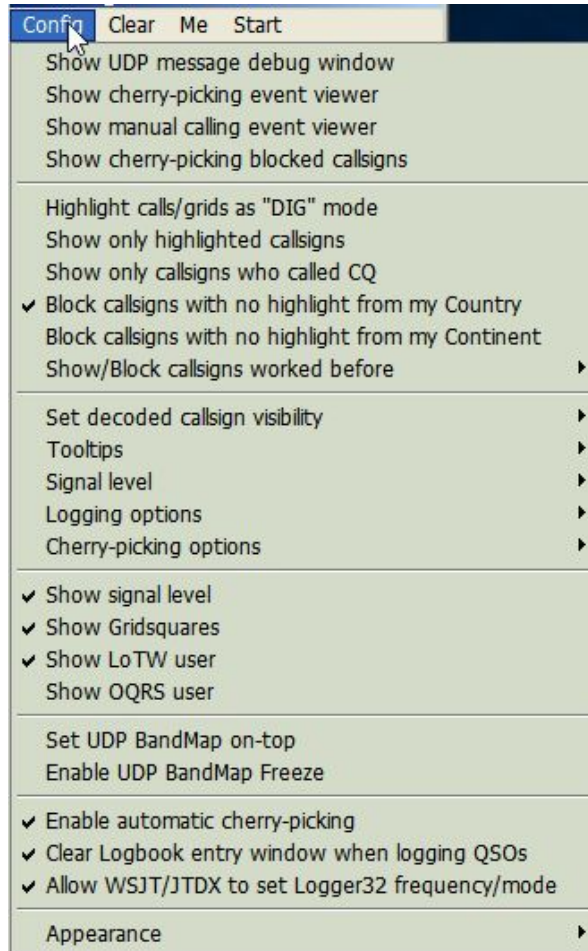 Config Clear Me Start
Show UDP message debug window
Show cherry-picking event viewer
Show manual calling event viewer
Show cherry-picking blocked callsigns
Highlight calls/grids as "DIG" mode
Show only highlighted callsigns
Show only callsigns who called CQ
Block callsigns with no highlight from my Country
Block callsigns with no highlight from my Continent
Show/Block callsigns worked before
Set decoded callsign visibility
Tooltips
Signal level
Logging options
Cherry-picking options
Show signal level
Show Gridsquares
Show LoTW user
Show OQRS user
Set UDP BandMap on-top
Enable UDP BandMap Freeze
Enable automatic cherry-picking
Clear Logbook entry window when logging QSOs
Allow WSJT/JTDX to set Logger32 frequency/mode
Appearance